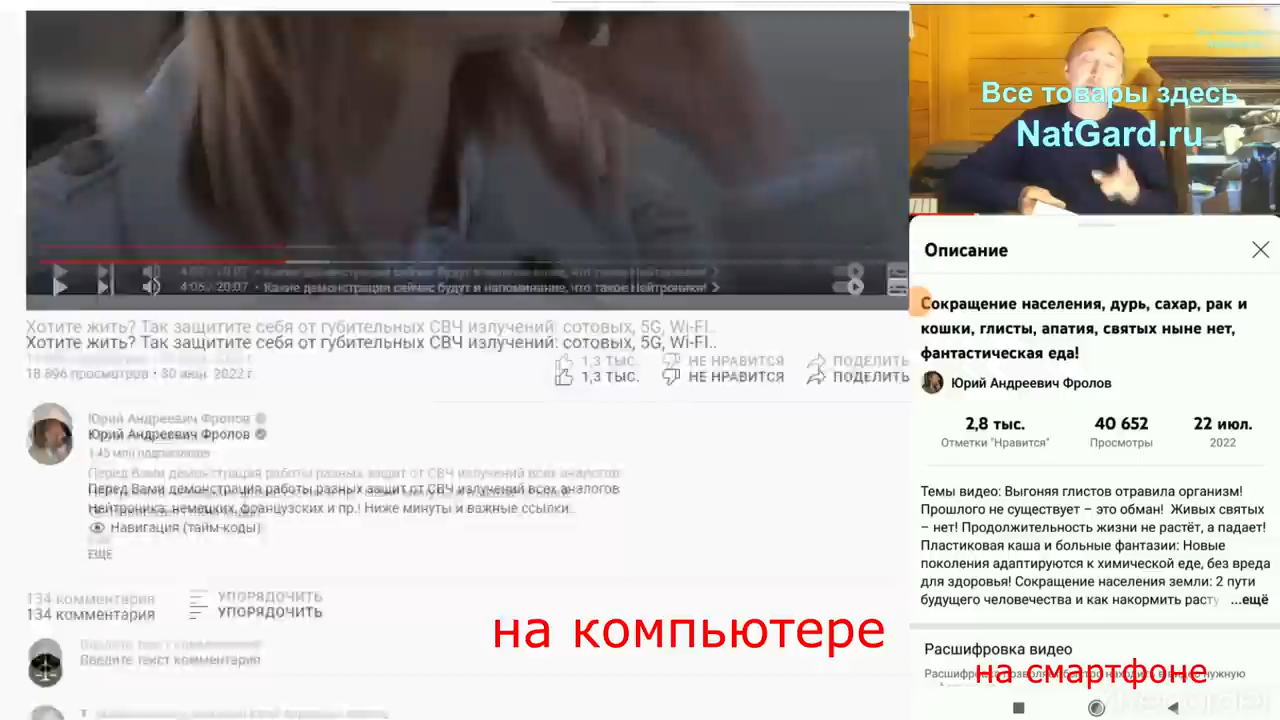 4:05 / 20:07 • Какие демонстрации сейчас будут и напоминание, что такое Нейтроники!
Хотите жить? Так защитите себя от губительных СВЧ излучений: сотовых, 5G, Wi-FI..
18 896 просмотров • 30 июн. 2022 г.
1,3 ТЫС.
НЕ НРАВИТСЯ
ПОДЕЛИТЬ
Юрий Андреевич Фролов
1,45 млн подписчиков
Перед Вами демонстрация работы разных защит от СВЧ излучений всех аналогов
Нейтроника, немецких, французских и пр.! Ниже минуты и важные ссылки..
Навигация (тайм-коды)
ЕЩЕ
134 комментария
УПОРЯДОЧИТЬ
Введите текст комментария
на компьютере
Все товары здесь
NatGard.ru
Описание
Сокращение населения, дурь, сахар, рак и
кошки, глисты, апатия, святых ныне нет,
фантастическая еда!
Юрий Андреевич Фролов
2,8 тыс.
40 652
22 июл.
Отметки "Нравится"
Просмотры
2022
Темы видео: Выгоняя глистов отравила организм!
Прошлого не существует – это обман! Живых святых
– нет! Продолжительность жизни не растёт, а падает!
Пластиковая каша и больные фантазии: Новые
поколения адаптируются к химической еде, без вреда
для здоровья! Сокращение населения земли: 2 пути
будущего человечества и как накормить расту ...ещё
Расшифровка видео
на смартфоне